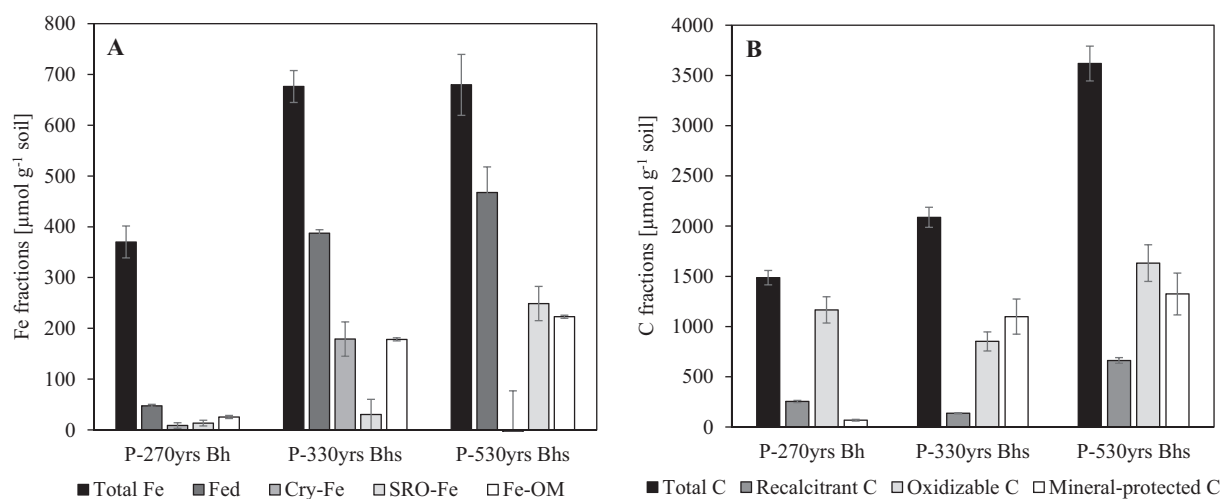 A
Fe fractions [µmol g⁻¹ soil]
800
700
600
500
400
300
200
100
0
P-270yrs Bh P-330yrs Bhs P-530yrs Bhs
Total Fe Fed Cry-Fe SRO-Fe Fe-OM
B
C fractions [µmol g⁻¹ soil]
4000
3500
3000
2500
2000
1500
1000
500
0
P-270yrs Bh P-330yrs Bhs P-530yrs Bhs
Total C Recalcitrant C Oxidizable C Mineral-protected C